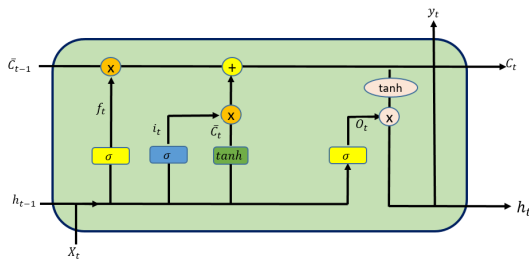 y_t
C̄_{t-1}
x
+
C_t
tanh
f_t
i_t
x
C̄_t
O_t
x
σ
σ
tanh
σ
h_{t-1}
h_t
X_t